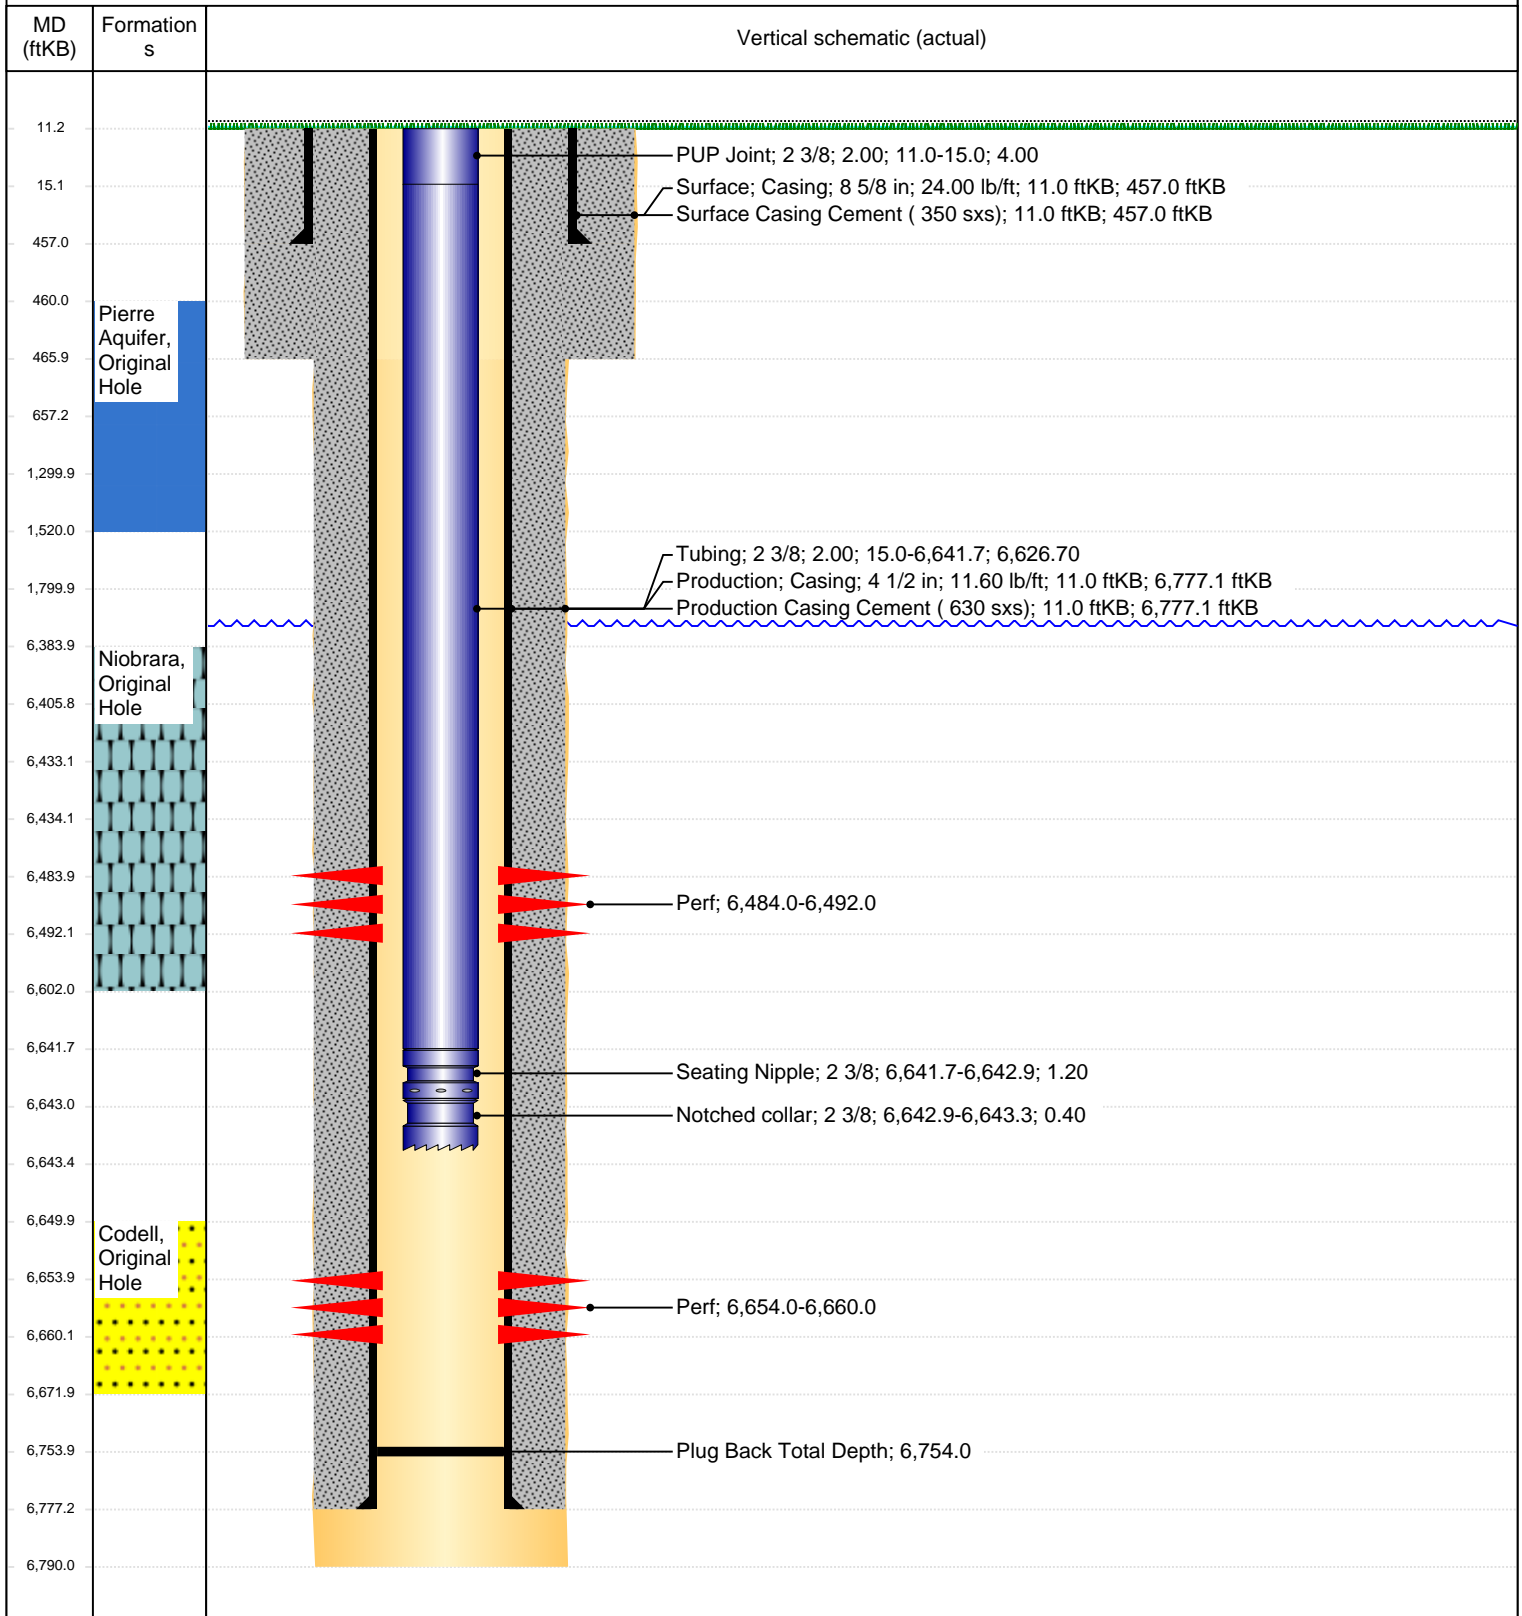 MD
(ftKB)
Formation
s
Vertical schematic (actual)
11.2
PUP Joint; 2 3/8; 2.00; 11.0-15.0; 4.00
15.1
Surface; Casing; 8 5/8 in; 24.00 lb/ft; 11.0 ftKB; 457.0 ftKB
Surface Casing Cement ( 350 sxs); 11.0 ftKB; 457.0 ftKB
457.0
460.0
Pierre
Aquifer,
Original
Hole
465.9
657.2
1,299.9
1,520.0
Tubing; 2 3/8; 2.00; 15.0-6,641.7; 6,626.70
Production; Casing; 4 1/2 in; 11.60 lb/ft; 11.0 ftKB; 6,777.1 ftKB
1,799.9
Production Casing Cement ( 630 sxs); 11.0 ftKB; 6,777.1 ftKB
6,383.9
Niobrara,
Original
Hole
6,405.8
6,433.1
6,434.1
6,483.9
Perf; 6,484.0-6,492.0
6,492.1
6,602.0
6,641.7
Seating Nipple; 2 3/8; 6,641.7-6,642.9; 1.20
6,643.0
Notched collar; 2 3/8; 6,642.9-6,643.3; 0.40
6,643.4
6,649.9
Codell,
Original
Hole
6,653.9
Perf; 6,654.0-6,660.0
6,660.1
6,671.9
6,753.9
Plug Back Total Depth; 6,754.0
6,777.2
6,790.0